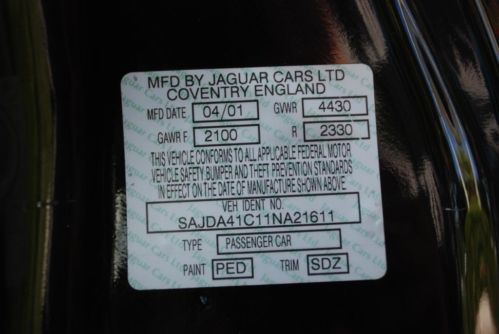 MFD BY JAGUAR CARS LTD
COVENTRY ENGLAND
MFD DATE 04/01 GVWR 4430
GAWR F 2100 R 2330
THIS VEHICLE CONFORMS TO ALL APPLICABLE FEDERAL MOTOR
VEHICLE SAFETY BUMPER AND THEFT PREVENTION STANDARDS
IN EFFECT ON THE DATE OF MANUFACTURE SHOWN ABOVE
VEH IDENT NO.
SAJDA41C11NA21611
TYPE PASSENGER CAR
PAINT PED TRIM SDZ